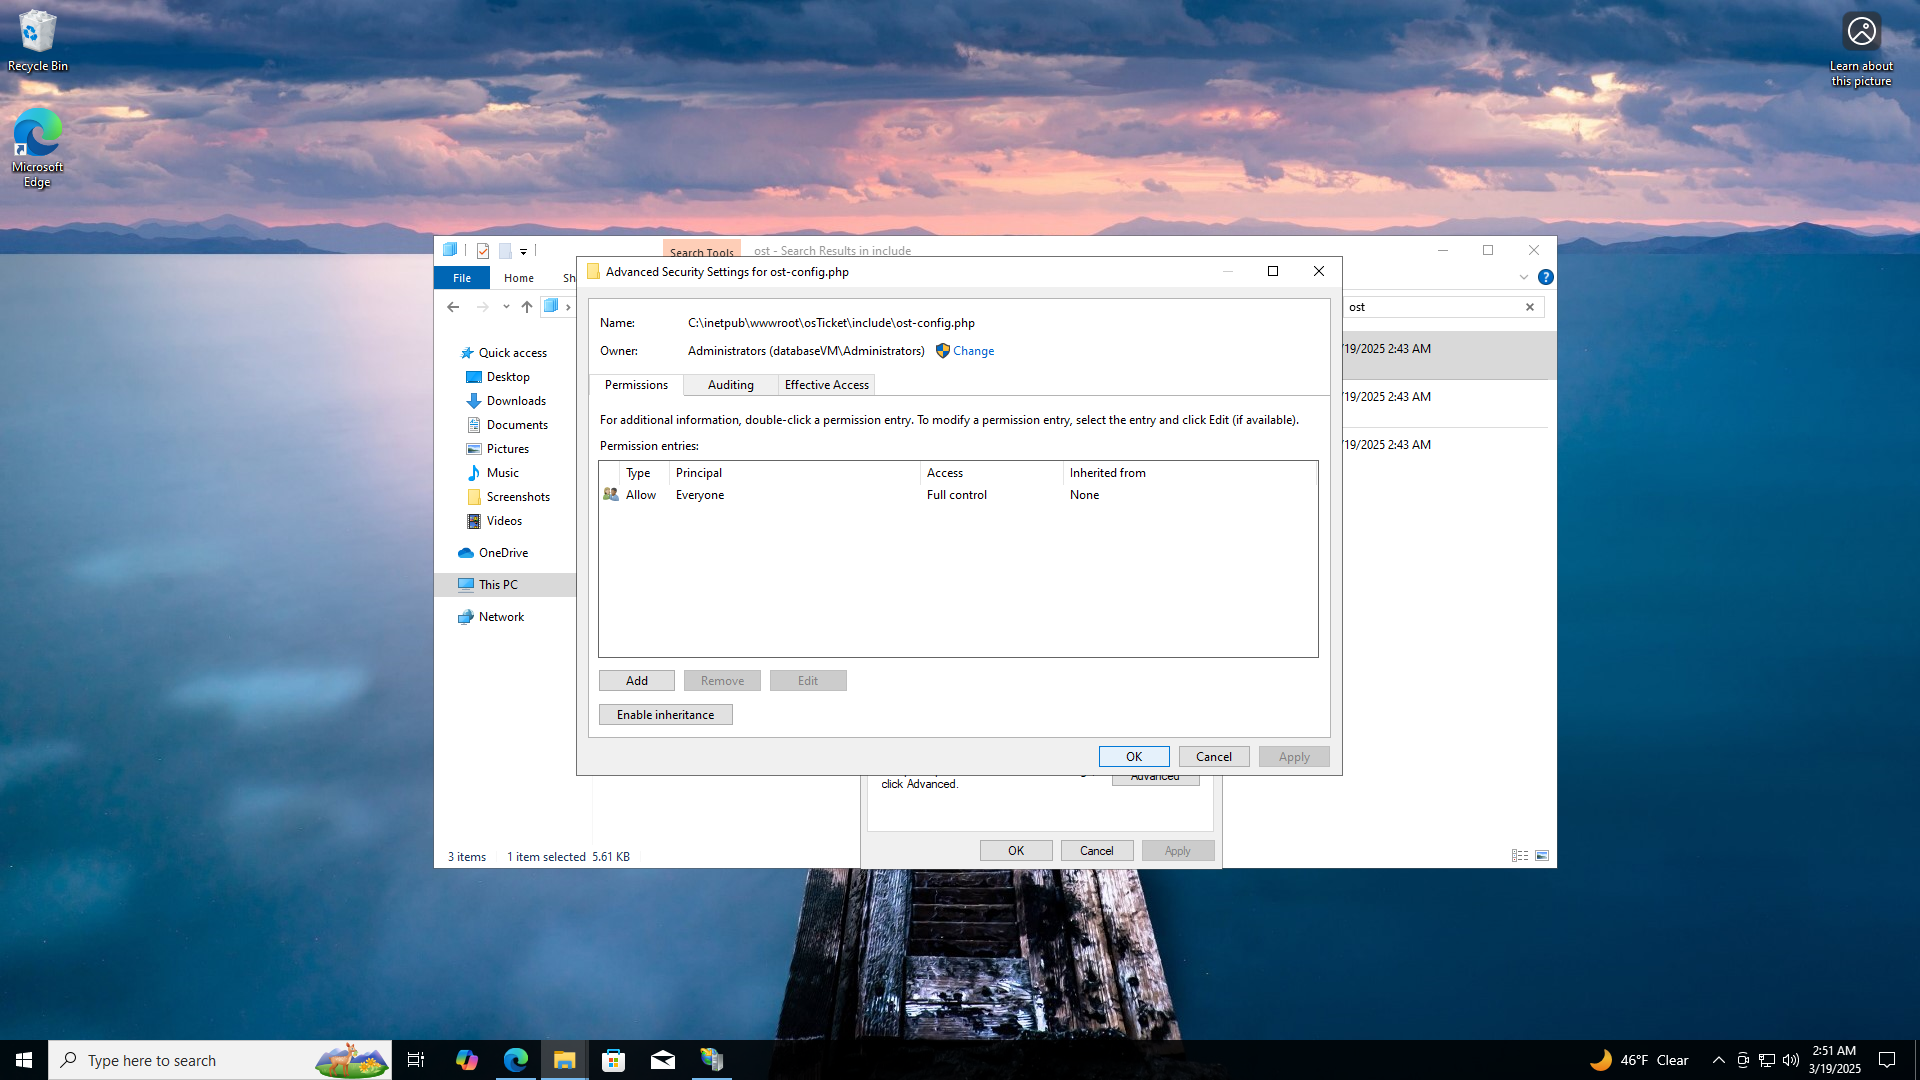 Recycle Bin
Microsoft
Edge
Learn about
this picture
Search Tools
ost - Search Results in include
File
Home
Sh
?
Advanced Security Settings for ost-config.php
ost
Name:
C:\inetpub\wwwroot\osTicket\include\ost-config.php
Owner:
Administrators (databaseVM\Administrators)
Change
Permissions
Auditing
Effective Access
For additional information, double-click a permission entry. To modify a permission entry, select the entry and click Edit (if available).
Permission entries:
Type
Principal
Access
Inherited from
Allow
Everyone
Full control
None
Add
Remove
Edit
Enable inheritance
OK
Cancel
Apply
Quick access
Desktop
Downloads
Documents
Pictures
Music
Screenshots
Videos
OneDrive
This PC
Network
/19/2025 2:43 AM
/19/2025 2:43 AM
/19/2025 2:43 AM
Advanced
click Advanced.
OK
Cancel
Apply
3 items
1 item selected 5.61 KB
Type here to search
46°F Clear
2:51 AM
3/19/2025